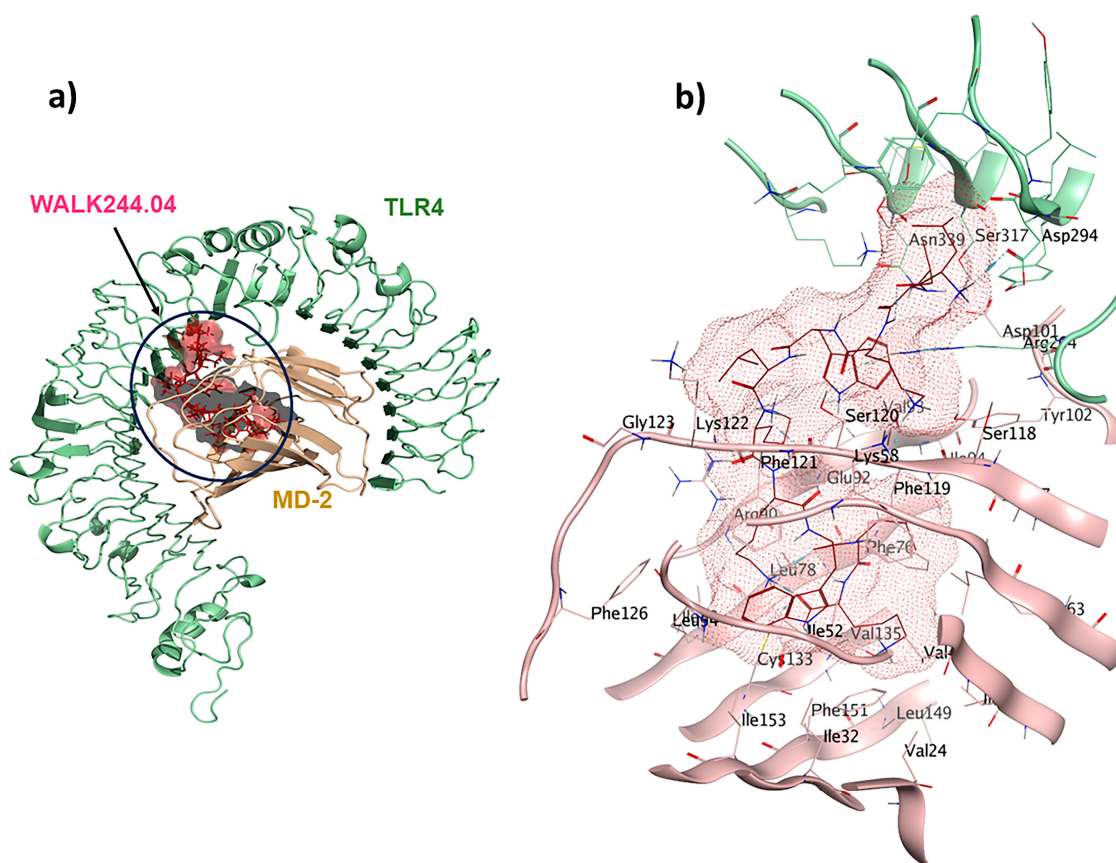 a)
b)
WALK244.04
TLR4
MD-2
Asn339
Ser317
Asp294
Asp101
Tyr102
Gly123
Lys122
Ser120
Ser118
Phe121
Lys58
Glu92
Phe119
Arg90
Phe76
Leu78
Phe126
Ile52
Val135
Cys133
Ile153
Phe151
Leu149
Ile32
Val24